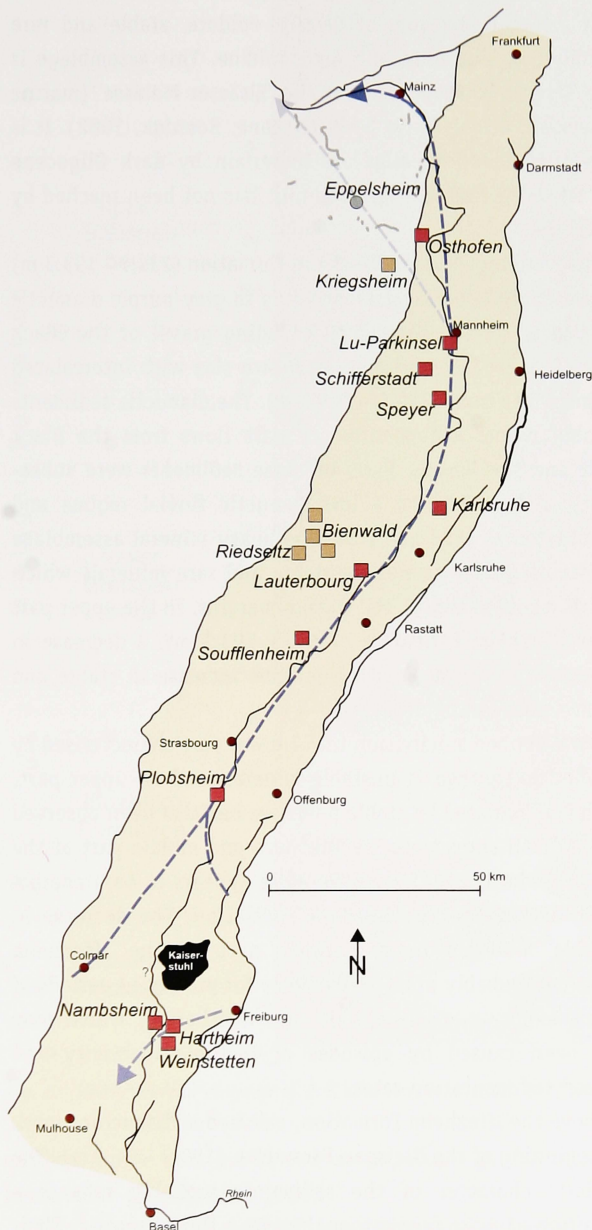 Frankfurt
Mainz
Darmstadt
Eppelsheim
Osthofen
Kriegsheim
Mannheim
Lu-Parkinsel
Schifferstadt
Heidelberg
Speyer
Karlsruhe
Bienwald
Riedseltz
Karlsruhe
Lauterbourg
Rastatt
Soufflenheim
Strasbourg
Plobsheim
Offenburg
0 50 km
N
Colmar
?
Kaiser-
stuhl
Nambsheim
Freiburg
Hartheim
Weinstetten
Mulhouse
Rhein
Basel